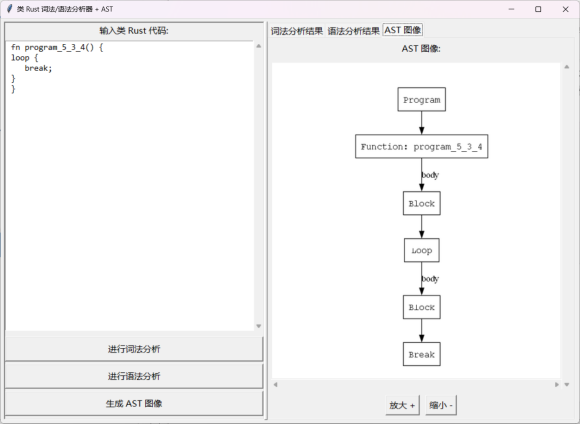 类 Rust 词法/语法分析器 + AST
输入类 Rust 代码:
fn program_5_3_4() {
loop {
break;
}
}
进行词法分析
进行语法分析
生成 AST 图像
词法分析结果 语法分析结果 AST 图像
AST 图像:
Program
Function: program_5_3_4
body
Block
Loop
body
Block
Break
放大 + 缩小 -